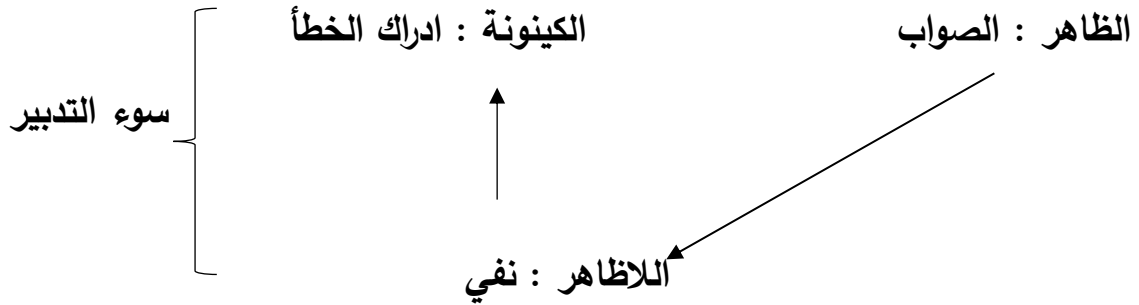 الظاهر : الصواب
الكينونة : ادراك الخطأ
سوء التدبير
اللاظاهر : نفي